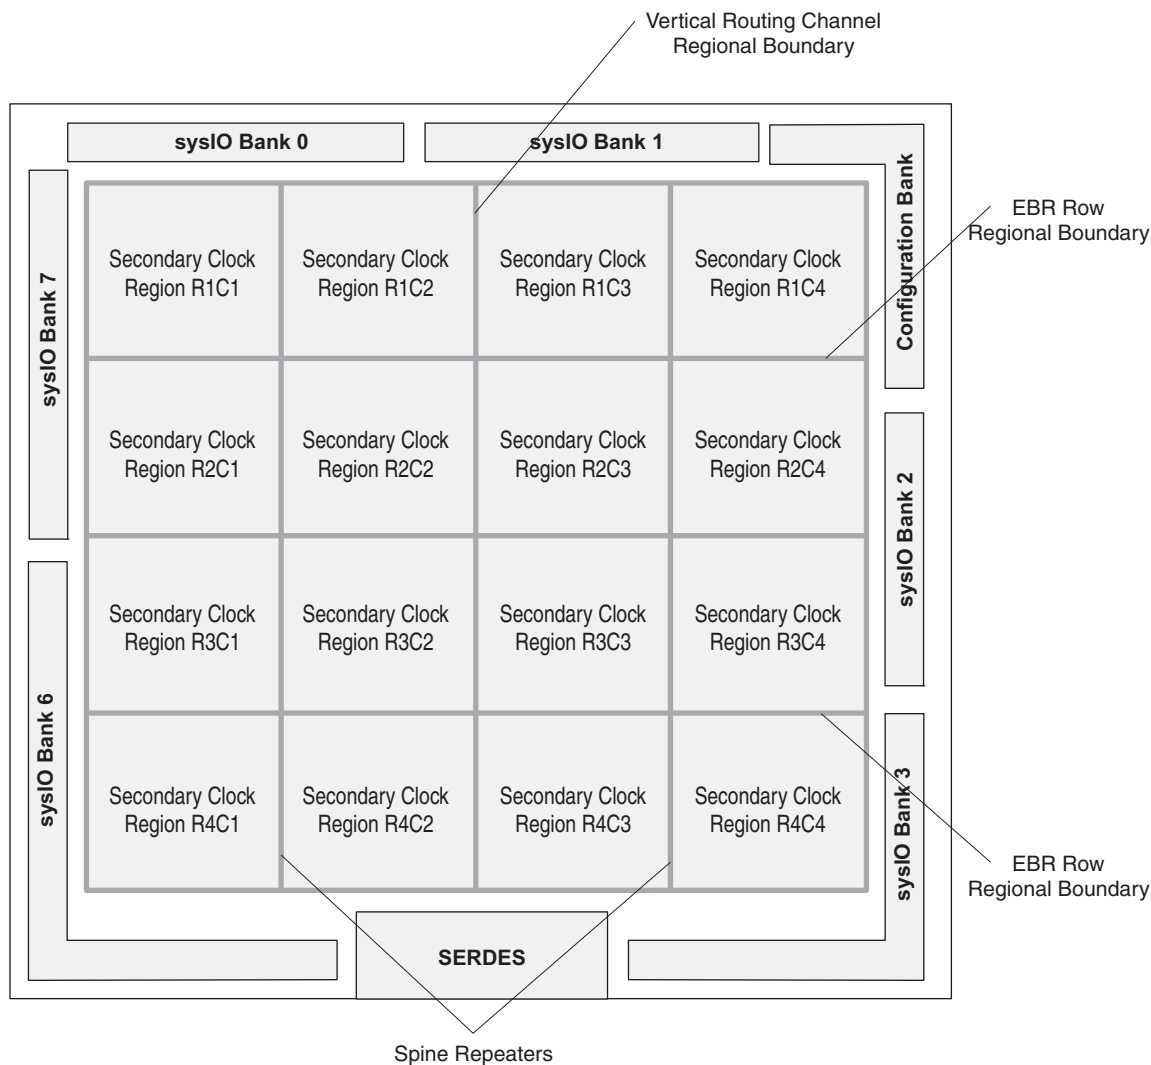 Vertical Routing Channel
Regional Boundary
sysIO Bank 0
sysIO Bank 1
Configuration Bank
EBR Row
Regional Boundary
sysIO Bank 7
Secondary Clock
Region R1C1
Secondary Clock
Region R1C2
Secondary Clock
Region R1C3
Secondary Clock
Region R1C4
Secondary Clock
Region R2C1
Secondary Clock
Region R2C2
Secondary Clock
Region R2C3
Secondary Clock
Region R2C4
sysIO Bank 2
Secondary Clock
Region R3C1
Secondary Clock
Region R3C2
Secondary Clock
Region R3C3
Secondary Clock
Region R3C4
sysIO Bank 6
Secondary Clock
Region R4C1
Secondary Clock
Region R4C2
Secondary Clock
Region R4C3
Secondary Clock
Region R4C4
sysIO Bank 3
EBR Row
Regional Boundary
SERDES
Spine Repeaters